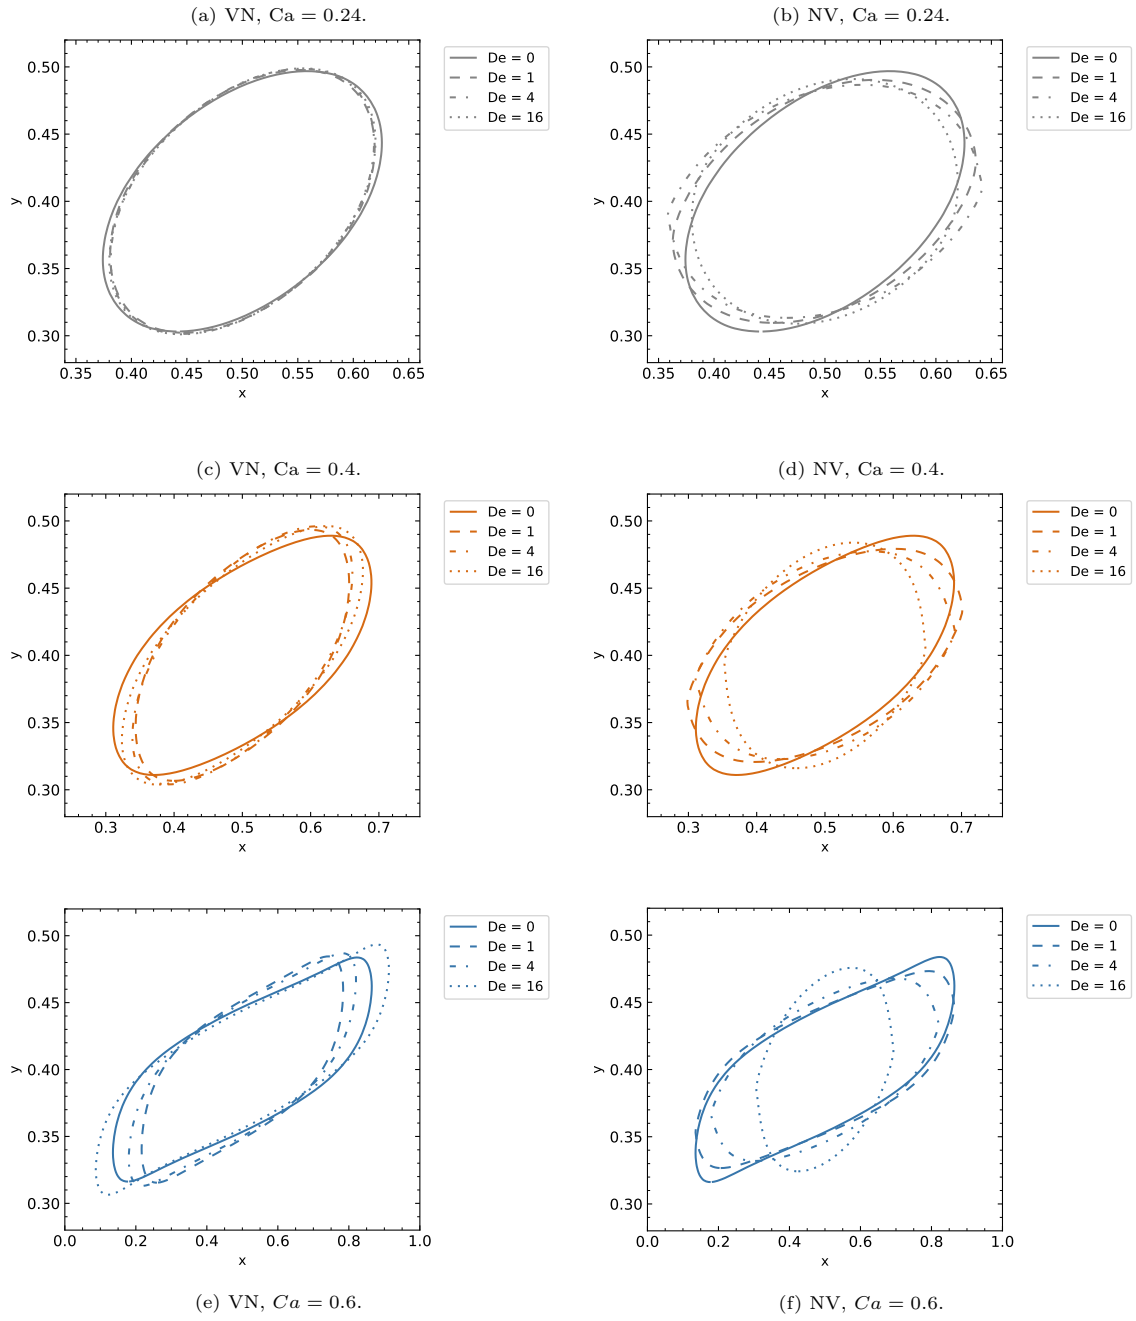 (a) VN, Ca = 0.24.
(b) NV, Ca = 0.24.
0.50
0.45
0.40
0.35
0.30
y
0.35 0.40 0.45 0.50 0.55 0.60 0.65
x
De = 0
De = 1
De = 4
De = 16
0.50
0.45
0.40
0.35
0.30
y
0.35 0.40 0.45 0.50 0.55 0.60 0.65
x
De = 0
De = 1
De = 4
De = 16
(c) VN, Ca = 0.4.
(d) NV, Ca = 0.4.
0.50
0.45
0.40
0.35
0.30
y
0.3 0.4 0.5 0.6 0.7
x
De = 0
De = 1
De = 4
De = 16
0.50
0.45
0.40
0.35
0.30
y
0.3 0.4 0.5 0.6 0.7
x
De = 0
De = 1
De = 4
De = 16
0.50
0.45
0.40
0.35
0.30
y
0.0 0.2 0.4 0.6 0.8 1.0
x
De = 0
De = 1
De = 4
De = 16
0.50
0.45
0.40
0.35
0.30
y
0.0 0.2 0.4 0.6 0.8 1.0
x
De = 0
De = 1
De = 4
De = 16
(e) VN, Ca = 0.6.
(f) NV, Ca = 0.6.